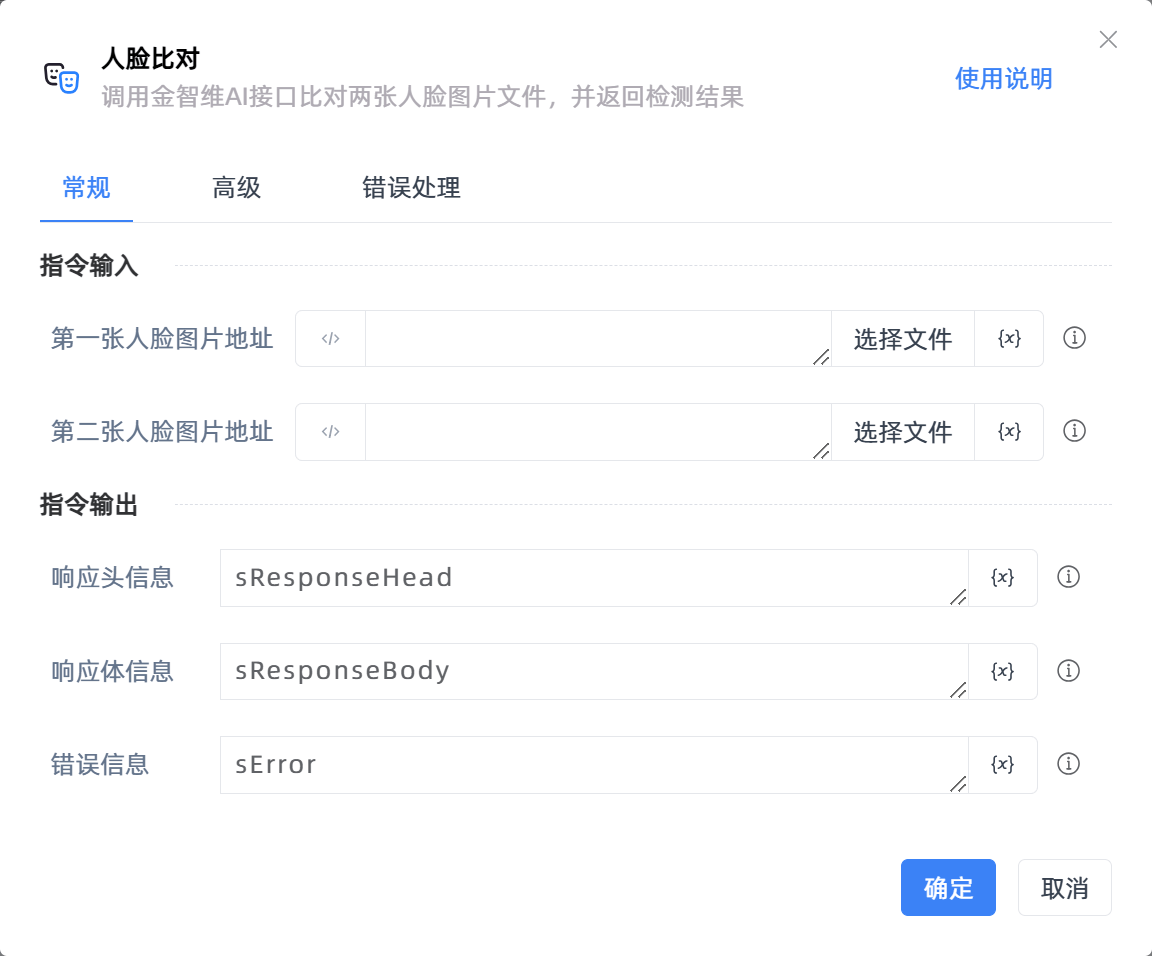 人脸比对
调用金智维AI接口比对两张人脸图片文件，并返回检测结果
使用说明
常规
高级
错误处理
指令输入
第一张人脸图片地址
</>
选择文件
{x}
第二张人脸图片地址
</>
选择文件
{x}
指令输出
响应头信息
sResponseHead
{x}
响应体信息
sResponseBody
{x}
错误信息
sError
{x}
确定
取消